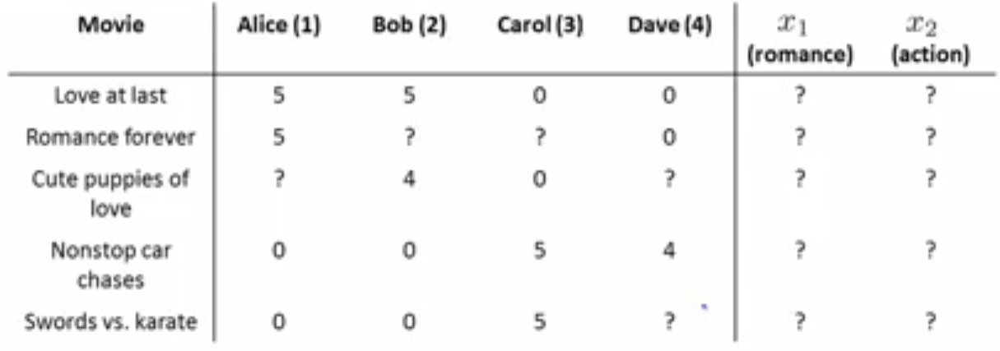 Movie Alice (1) Bob (2) Carol (3) Dave (4) x₁ x₂
(romance) (action)
Love at last 5 5 0 0 ? ?
Romance forever 5 ? ? 0 ? ?
Cute puppies of ? 4 0 ? ? ?
love
Nonstop car 0 0 5 4 ? ?
chases
Swords vs. karate 0 0 5 ? ? ?